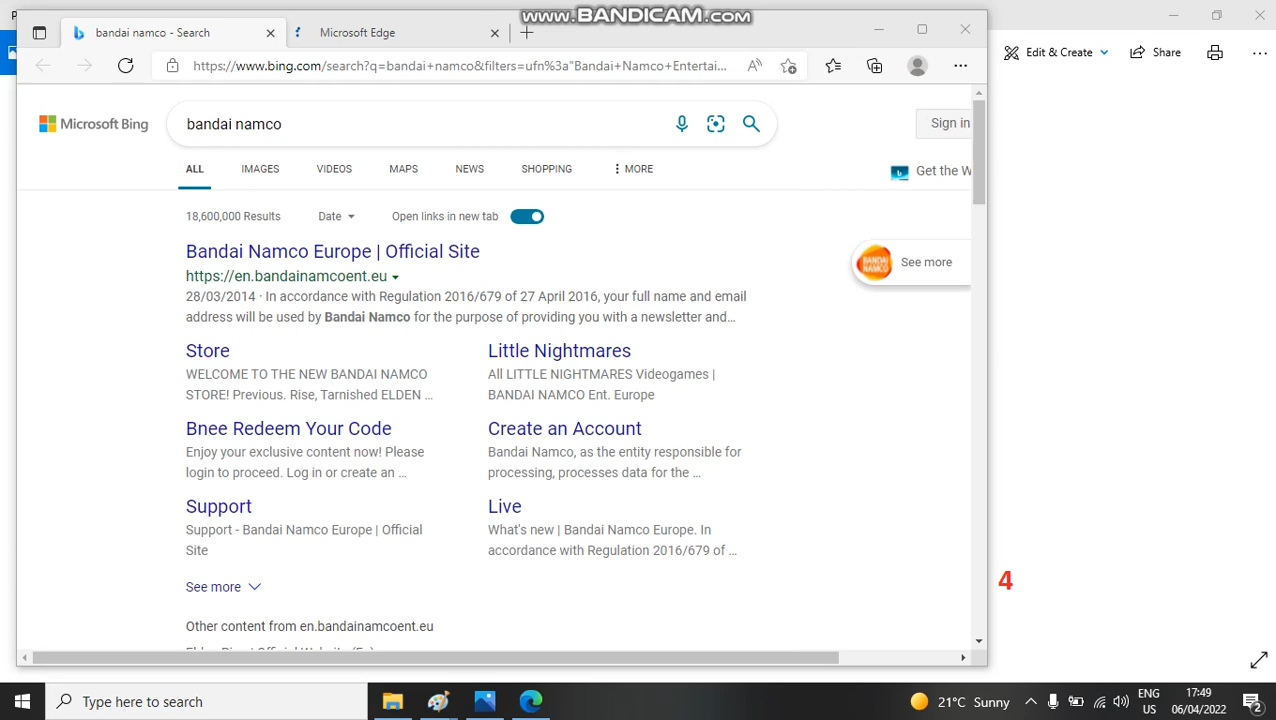 www.BANDICAM.com
bandai namco - Search
Microsoft Edge
https://www.bing.com/search?q=bandai+namco&filters=ufn%3a"Bandai+Namco+Entertai...
Edit & Create
Share
Microsoft Bing
bandai namco
Sign in
ALL IMAGES VIDEOS MAPS NEWS SHOPPING MORE
Get the W
18,600,000 Results Date Open links in new tab
Bandai Namco Europe | Official Site
https://en.bandainamcoent.eu
28/03/2014 · In accordance with Regulation 2016/679 of 27 April 2016, your full name and email
address will be used by Bandai Namco for the purpose of providing you with a newsletter and…
BANDAI
NAMCO
See more
Store
WELCOME TO THE NEW BANDAI NAMCO
STORE! Previous. Rise, Tarnished ELDEN …
Little Nightmares
All LITTLE NIGHTMARES Videogames |
BANDAI NAMCO Ent. Europe
Bnee Redeem Your Code
Enjoy your exclusive content now! Please
login to proceed. Log in or create an …
Create an Account
Bandai Namco, as the entity responsible for
processing, processes data for the …
Support
Support - Bandai Namco Europe | Official
Site
Live
What's new | Bandai Namco Europe. In
accordance with Regulation 2016/679 of …
See more
4
Other content from en.bandainamcoent.eu
Type here to search
21°C Sunny
ENG
US
17:49
06/04/2022
2